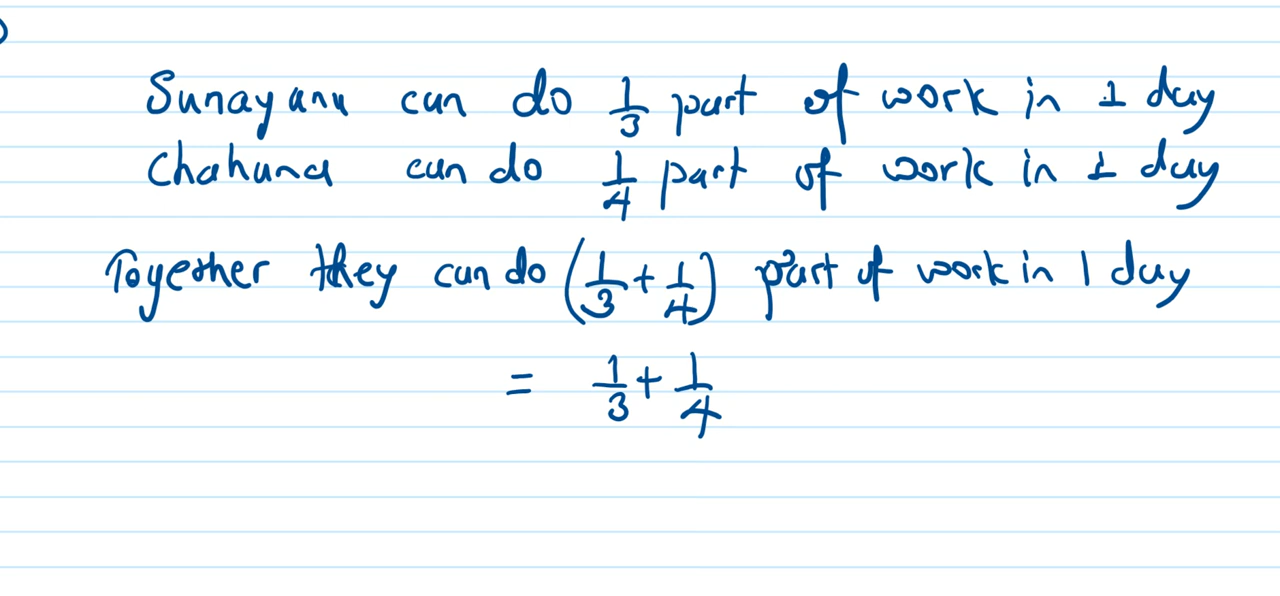 Sunayana can do 1/3 part of work in 1 day
Chahana can do 1/4 part of work in 1 day
Together they can do (1/3 + 1/4) part of work in 1 day
= 1/3 + 1/4